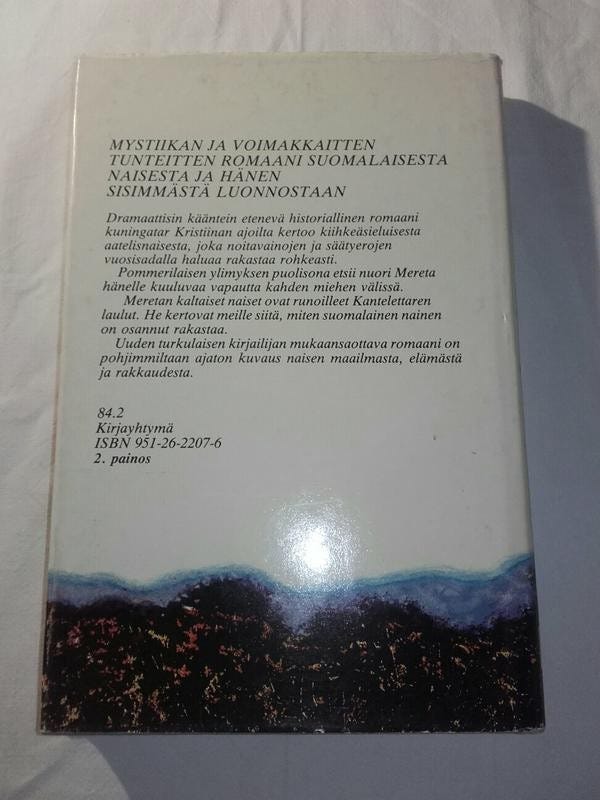 MYSTIIKAN JA VOIMAKKAITTEN
TUNTEITTEN ROMAANI SUOMALAISESTA
NAISESTA JA HÄNEN
SISIMMÄSTÄ LUONNOSTAAN
Dramaattisin kääntein etenevä historiallinen romaani
kuningatar Kristiinan ajoilta kertoo kiihkeäsieluisesta
aatelisnaisesta, joka noitavainojen ja säätyerojen
vuosisadalla haluaa rakastaa rohkeasti.
Pommerilaisen ylimyksen puolisona etsii nuori Mereta
hänelle kuuluvaa vapautta kahden miehen välissä.
Meretan kaltaiset naiset ovat runoilleet Kantelettaren
laulut. He kertovat meille siitä, miten suomalainen nainen
on osannut rakastaa.
Uuden turkulaisen kirjailijan mukaansaottava romaani on
pohjimmiltaan ajaton kuvaus naisen maailmasta, elämästä
ja rakkaudesta.
84.2
Kirjayhtymä
ISBN 951-26-2207-6
2. painos